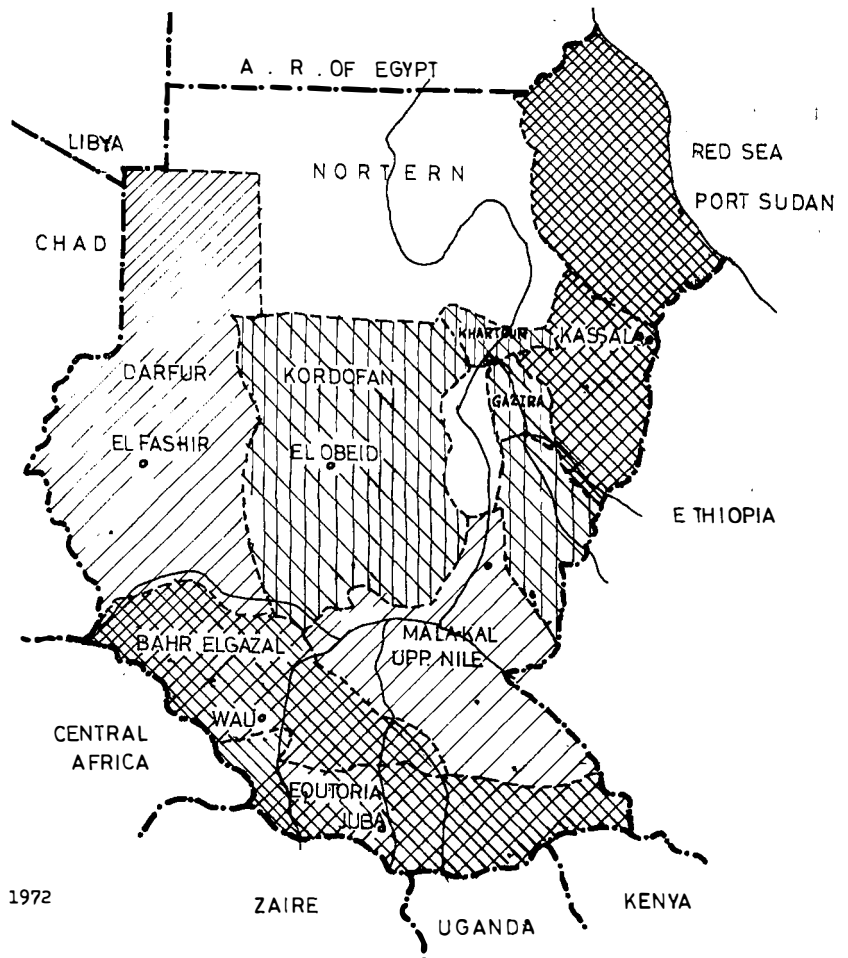 A . R . OF EGYPT
LIBYA
NORTERN
RED SEA
PORT SUDAN
CHAD
KHARTOUM
KASSALA
DARFUR
KORDOFAN
GAZIRA
EL FASHIR
EL OBEID
ETHIOPIA
MALAKAL
UPP. NILE
BAHR ELGAZAL
WAU
CENTRAL
AFRICA
EQUTORIA
JUBA
1972
ZAIRE
UGANDA
KENYA